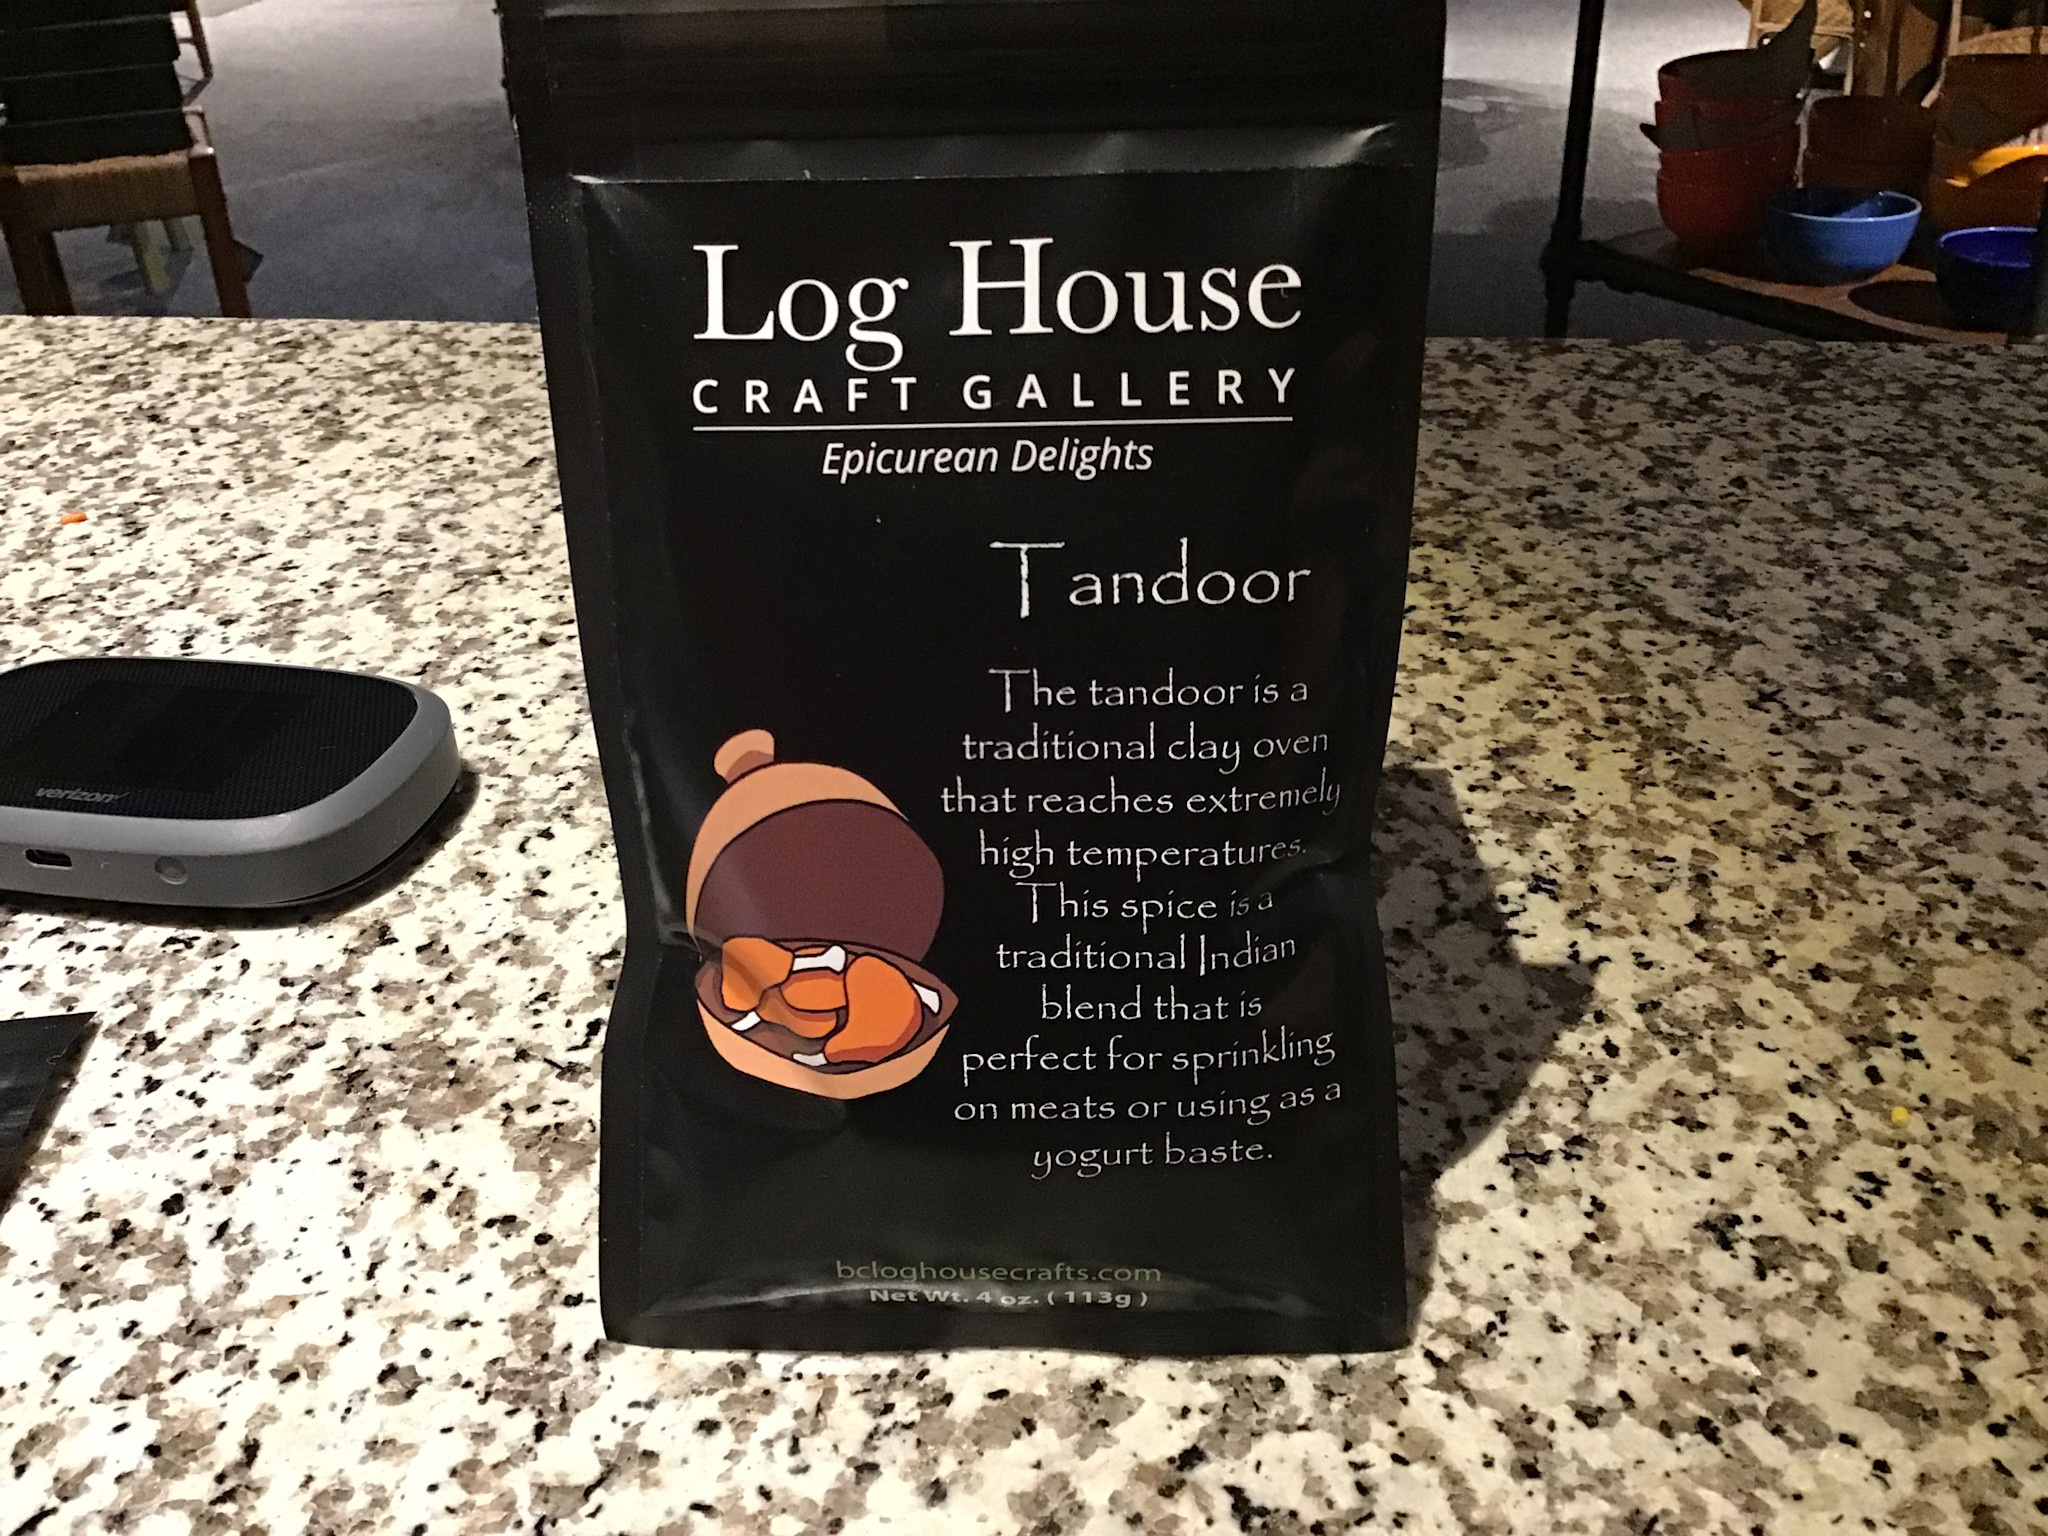 Log House
CRAFT GALLERY
Epicurean Delights
Tandoor
The tandoor is a
traditional clay oven
that reaches extremely
high temperatures.
This spice is a
traditional Indian
blend that is
perfect for sprinkling
on meats or using as a
yogurt baste.
bcloghousecrafts.com
Net Wt. 4 oz. ( 113g )
verizon